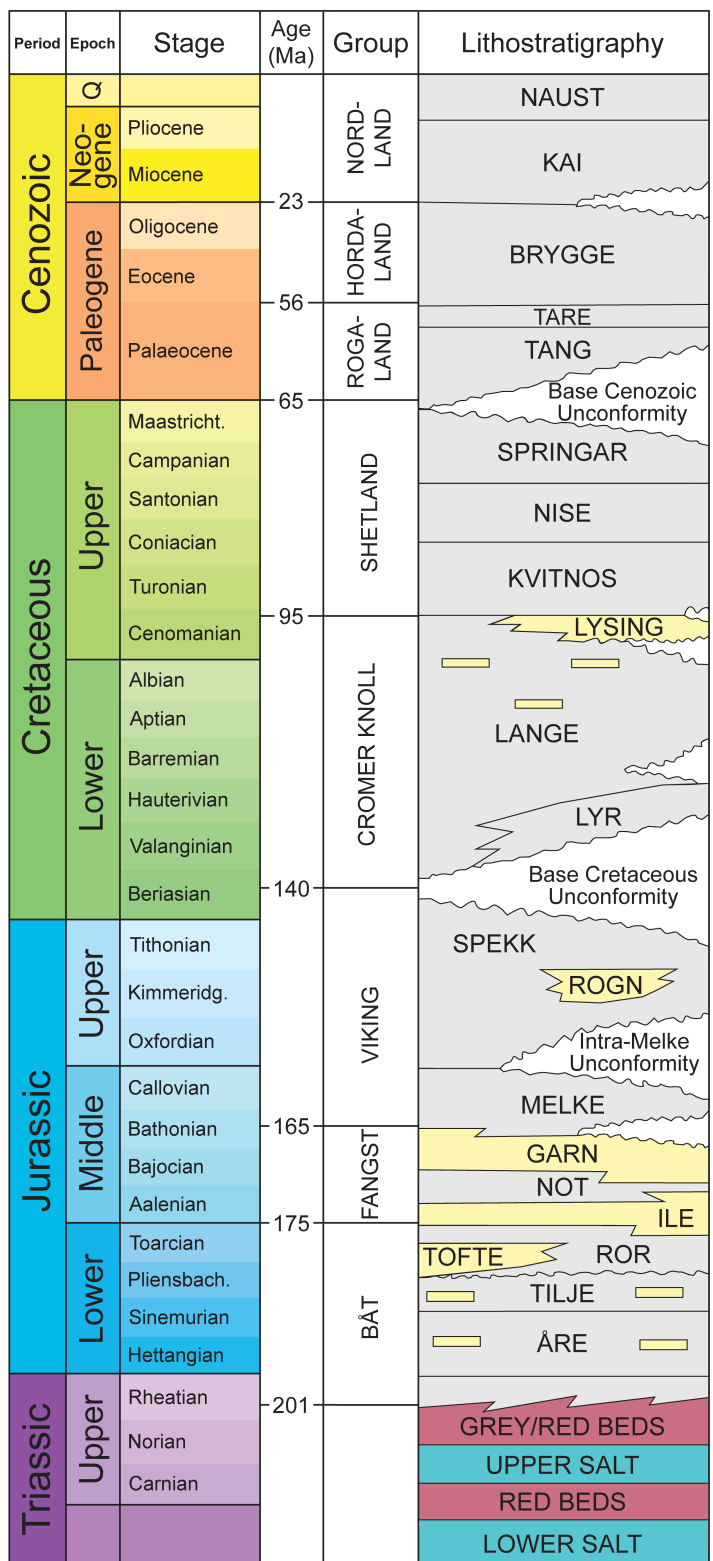 Period
Epoch
Stage
Age
(Ma)
Group
Lithostratigraphy
Cenozoic
Q
Neo-
gene
Pliocene
Miocene
Paleogene
Oligocene
Eocene
Palaeocene
Cretaceous
Upper
Maastricht.
Campanian
Santonian
Coniacian
Turonian
Cenomanian
Lower
Albian
Aptian
Barremian
Hauterivian
Valanginian
Beriasian
Jurassic
Upper
Tithonian
Kimmeridg.
Oxfordian
Middle
Callovian
Bathonian
Bajocian
Aalenian
Lower
Toarcian
Pliensbach.
Sinemurian
Hettangian
Triassic
Upper
Rheatian
Norian
Carnian
23
56
65
95
140
165
175
201
NORD-
LAND
HORDA-
LAND
ROGA-
LAND
SHETLAND
CROMER KNOLL
VIKING
FANGST
BÅT
NAUST
KAI
BRYGGE
TARE
TANG
Base Cenozoic
Unconformity
SPRINGAR
NISE
KVITNOS
LYSING
LANGE
LYR
Base Cretaceous
Unconformity
SPEKK
ROGN
Intra-Melke
Unconformity
MELKE
GARN
NOT
ILE
TOFTE
ROR
TILJE
ÅRE
GREY/RED BEDS
UPPER SALT
RED BEDS
LOWER SALT